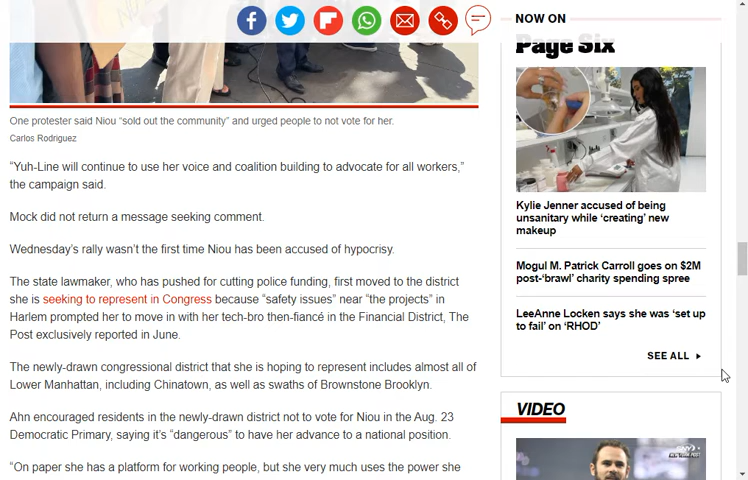 NOW ON
Page Six
One protester said Niou “sold out the community” and urged people to not vote for her.
Carlos Rodriguez
“Yuh-Line will continue to use her voice and coalition building to advocate for all workers,”
the campaign said.
Mock did not return a message seeking comment.
Wednesday’s rally wasn’t the first time Niou has been accused of hypocrisy.
The state lawmaker, who has pushed for cutting police funding, first moved to the district
she is seeking to represent in Congress because “safety issues” near “the projects” in
Harlem prompted her to move in with her tech-bro then-fiancé in the Financial District, The
Post exclusively reported in June.
The newly-drawn congressional district that she is hoping to represent includes almost all of
Lower Manhattan, including Chinatown, as well as swaths of Brownstone Brooklyn.
Ahn encouraged residents in the newly-drawn district not to vote for Niou in the Aug. 23
Democratic Primary, saying it’s “dangerous” to have her advance to a national position.
“On paper she has a platform for working people, but she very much uses the power she
Kylie Jenner accused of being
unsanitary while ‘creating’ new
makeup
Mogul M. Patrick Carroll goes on $2M
post-‘brawl’ charity spending spree
LeeAnne Locken says she was ‘set up
to fail’ on ‘RHOD’
SEE ALL
VIDEO
SNY